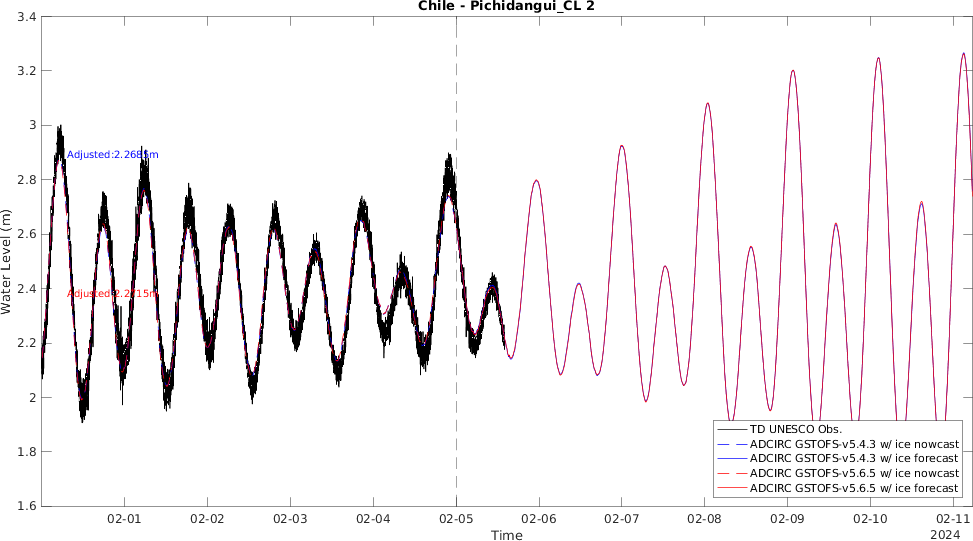 Chile - Pichidangui_CL 2
3.4
3.2
3
2.8
2.6
2.4
2.2
2
1.8
1.6
Water Level (m)
02-01
02-02
02-03
02-04
02-05
02-06
02-07
02-08
02-09
02-10
02-11
2024
Time
TD UNESCO Obs.
ADCIRC GSTOFS-v5.4.3 w/ ice nowcast
ADCIRC GSTOFS-v5.4.3 w/ ice forecast
ADCIRC GSTOFS-v5.6.5 w/ ice nowcast
ADCIRC GSTOFS-v5.6.5 w/ ice forecast